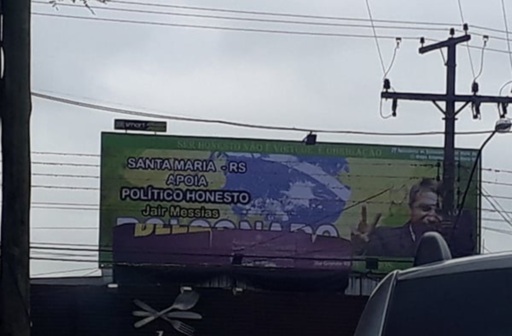 SER HONESTO NÃO É VIRTUDE É OBRIGAÇÃO
SANTA MARIA - RS
APOIA
POLÍTICO HONESTO
Jair Messias
BOLSONARO